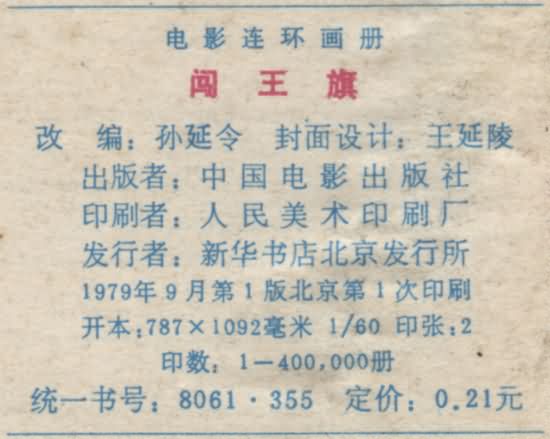 电影连环画册
闯王旗
改 编：孙延令 封面设计：王延陵
出版者：中国电影出版社
印刷者：人民美术印刷厂
发行者：新华书店北京发行所
1979年9月第1版北京第1次印刷
开本：787×1092毫米 1/60 印张：2
印数：1—400,000册
统一书号：8061·355 定价：0.21元